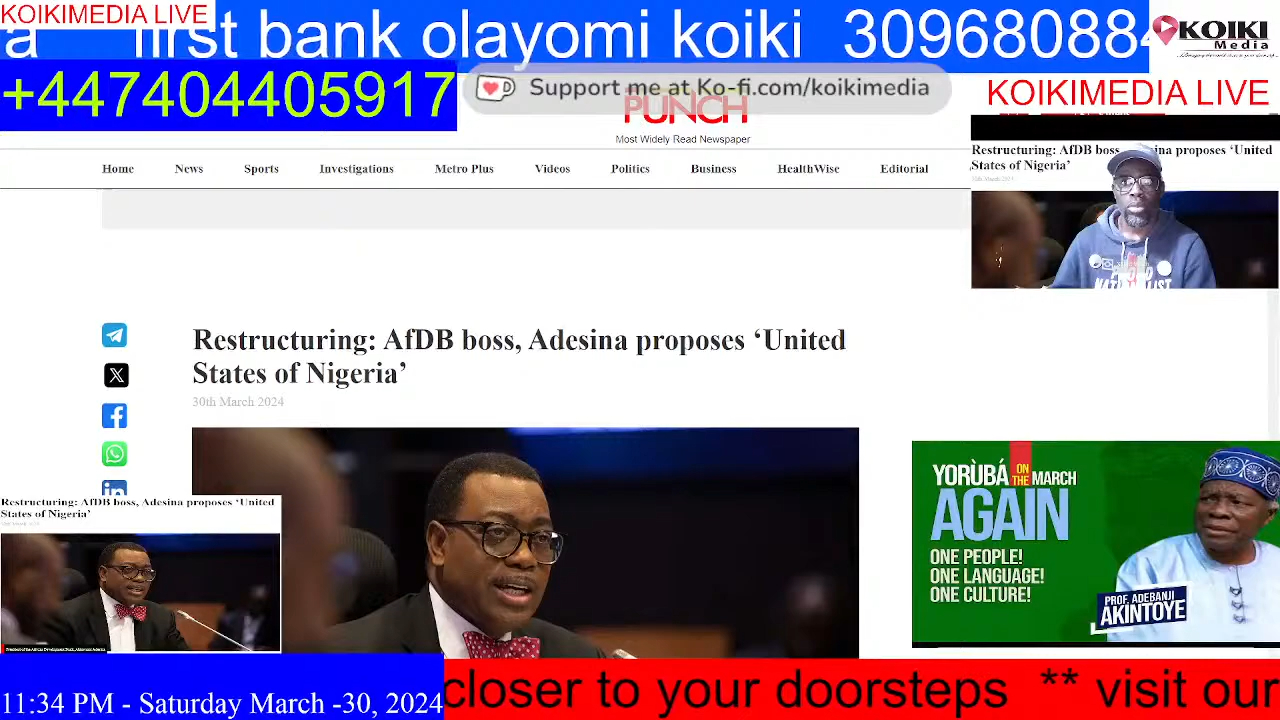 KOIKIMEDIA LIVE
a first bank olayomi koiki 309680884
KOIKI
Media
+447404405917
Support me at Ko-fi.com/koikimedia
KOIKIMEDIA LIVE
PUNCH
Most Widely Read Newspaper
Home News Sports Investigations Metro Plus Videos Politics Business HealthWise Editorial
Restructuring: AfDB boss, Adesina proposes ‘United
States of Nigeria’
30th March 2024
Restructuring: AfDB boss, Adesina proposes ‘United
States of Nigeria’
30th March 2024
YORÙBÁ ON THE MARCH
AGAIN
ONE PEOPLE!
ONE LANGUAGE!
ONE CULTURE!
PROF. ADEBANJI
AKINTOYE
Restructuring: AfDB boss, Adesina proposes ‘United
States of Nigeria’
11:34 PM - Saturday March -30, 2024
closer to your doorsteps ** visit our